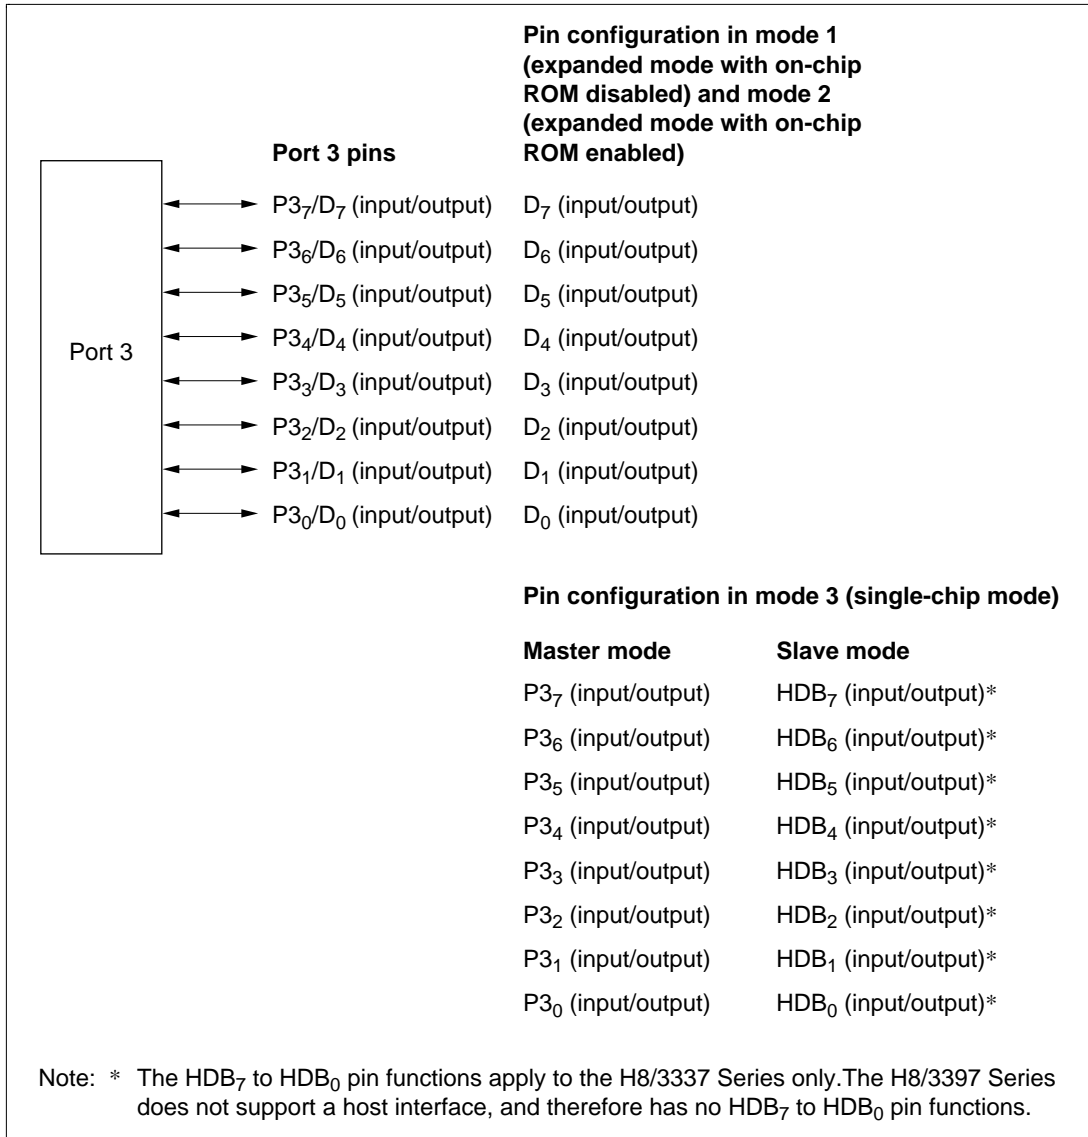 Pin configuration in mode 1
(expanded mode with on-chip
ROM disabled) and mode 2
(expanded mode with on-chip
Port 3 pins ROM enabled)
P3₇/D₇ (input/output) D₇ (input/output)
P3₆/D₆ (input/output) D₆ (input/output)
P3₅/D₅ (input/output) D₅ (input/output)
P3₄/D₄ (input/output) D₄ (input/output)
Port 3
P3₃/D₃ (input/output) D₃ (input/output)
P3₂/D₂ (input/output) D₂ (input/output)
P3₁/D₁ (input/output) D₁ (input/output)
P3₀/D₀ (input/output) D₀ (input/output)
Pin configuration in mode 3 (single-chip mode)
Master mode Slave mode
P3₇ (input/output) HDB₇ (input/output)*
P3₆ (input/output) HDB₆ (input/output)*
P3₅ (input/output) HDB₅ (input/output)*
P3₄ (input/output) HDB₄ (input/output)*
P3₃ (input/output) HDB₃ (input/output)*
P3₂ (input/output) HDB₂ (input/output)*
P3₁ (input/output) HDB₁ (input/output)*
P3₀ (input/output) HDB₀ (input/output)*
Note: * The HDB₇ to HDB₀ pin functions apply to the H8/3337 Series only.The H8/3397 Series
does not support a host interface, and therefore has no HDB₇ to HDB₀ pin functions.